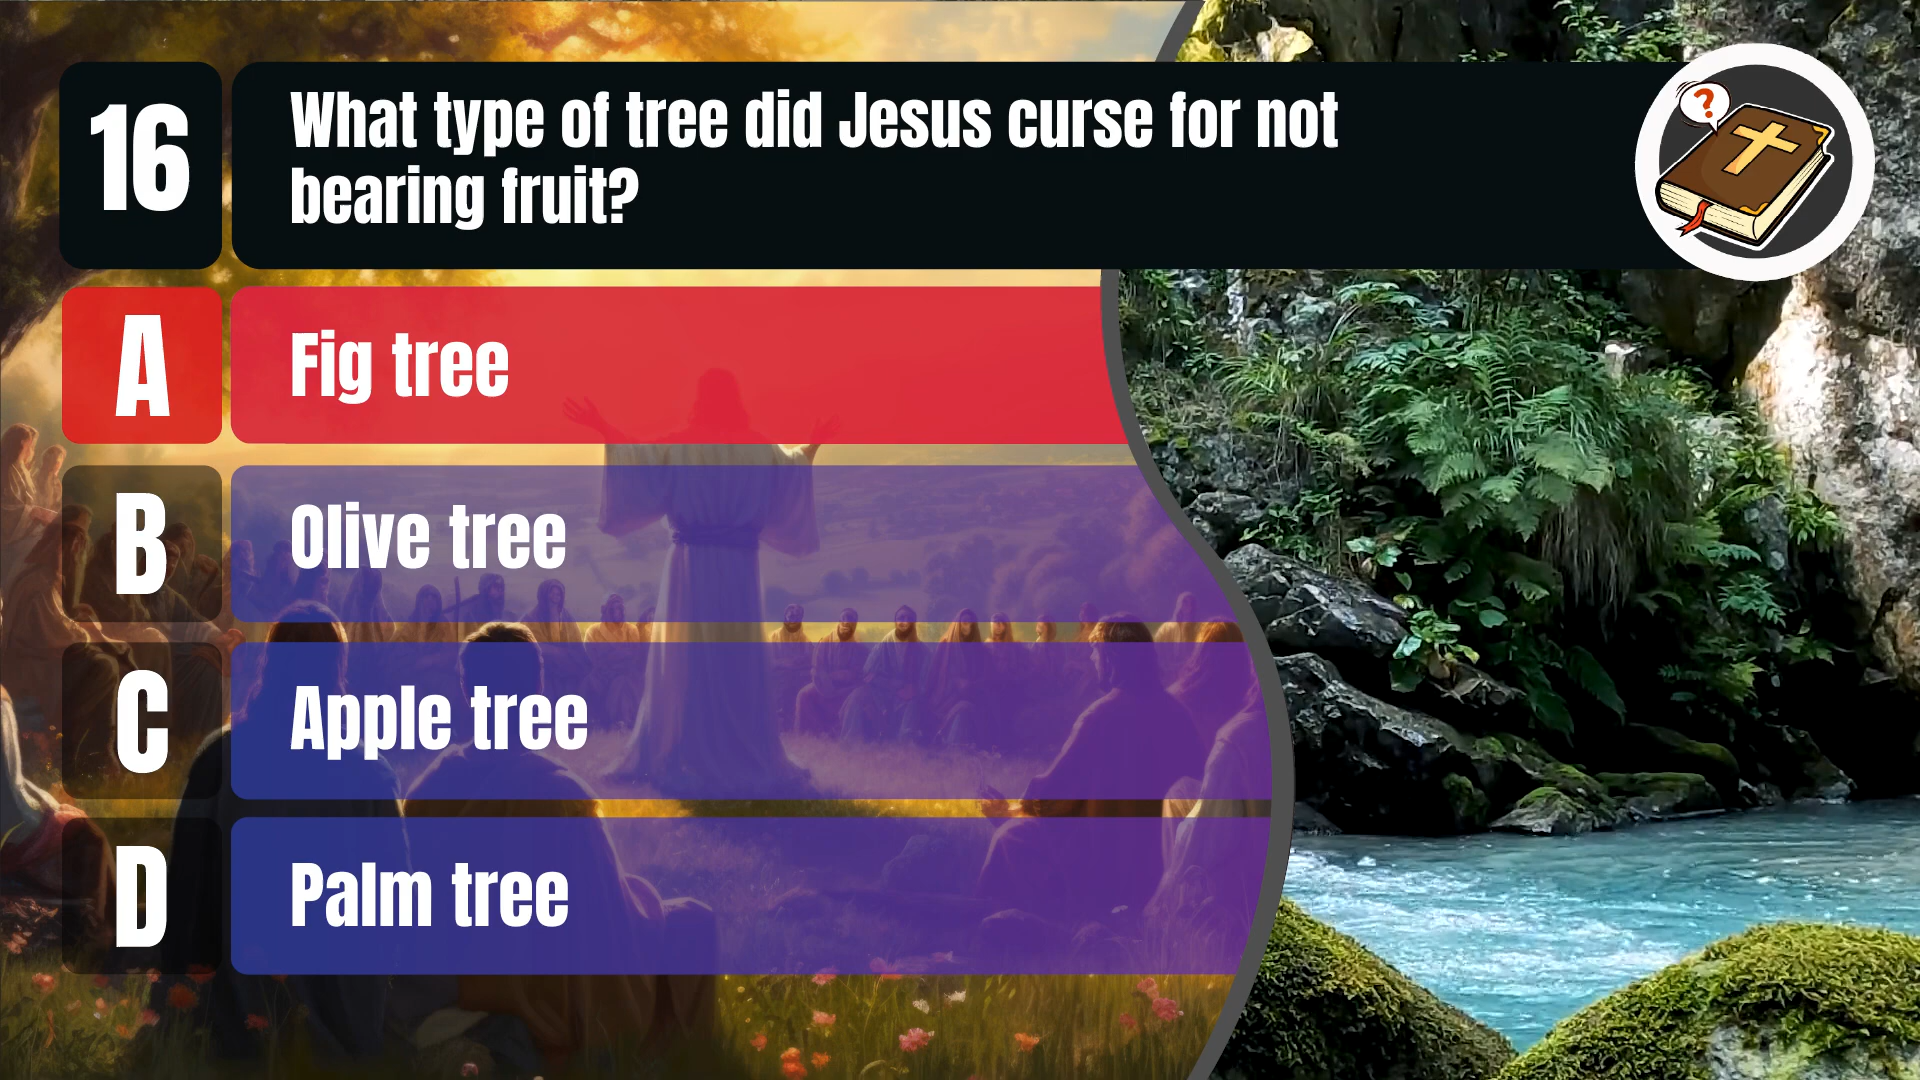 16
What type of tree did Jesus curse for not
bearing fruit?
A
Fig tree
B
Olive tree
C
Apple tree
D
Palm tree
?